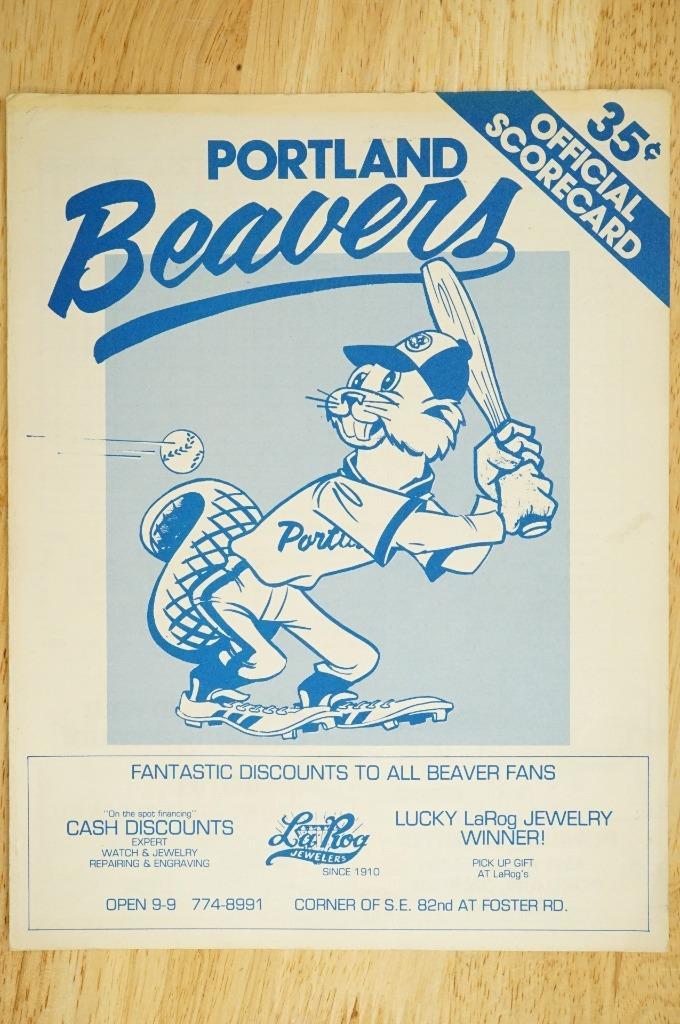 35¢
OFFICIAL
SCORECARD
PORTLAND
Beavers
FANTASTIC DISCOUNTS TO ALL BEAVER FANS
"On the spot financing"
CASH DISCOUNTS
EXPERT
WATCH & JEWELRY
REPAIRING & ENGRAVING
LaRog
JEWELERS
SINCE 1910
LUCKY LaRog JEWELRY
WINNER!
PICK UP GIFT
AT LaRog's
OPEN 9-9 774-8991 CORNER OF S.E. 82nd AT FOSTER RD.